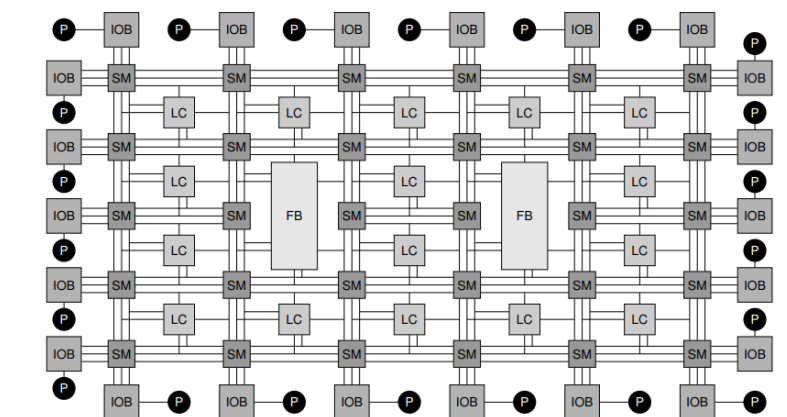 P IOB P IOB P IOB P IOB P IOB P IOB
P
IOB SM SM SM SM SM SM IOB
P LC LC LC LC LC P
IOB SM SM SM SM SM SM IOB
P LC LC LC P
IOB SM SM FB SM SM FB SM SM IOB
P LC LC LC P
IOB SM SM SM SM SM SM IOB
P LC LC LC LC LC P
IOB SM SM SM SM SM SM IOB
P
IOB P IOB P IOB P IOB P IOB P IOB P